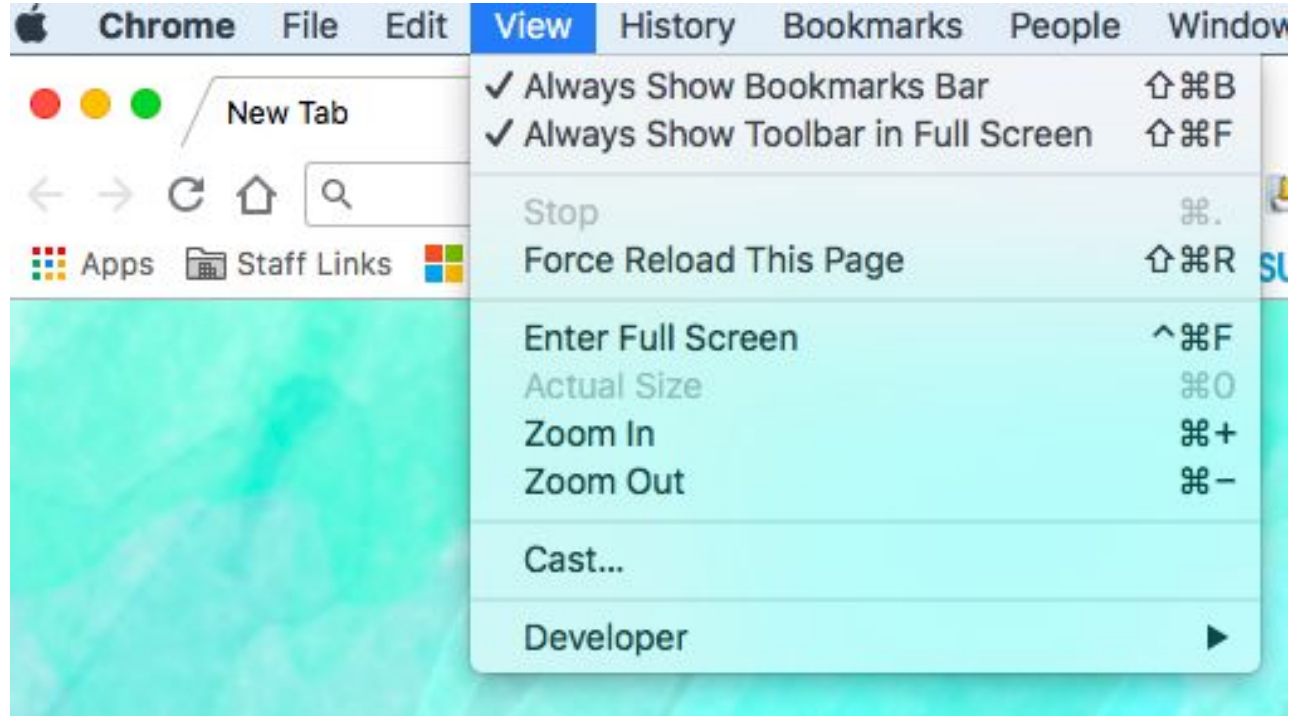 Chrome File Edit View History Bookmarks People Window
New Tab
✓ Always Show Bookmarks Bar ⇧⌘B
✓ Always Show Toolbar in Full Screen ⇧⌘F
Stop ⌘.
Force Reload This Page ⇧⌘R
Apps Staff Links
Enter Full Screen ^⌘F
Actual Size ⌘0
Zoom In ⌘+
Zoom Out ⌘−
Cast...
Developer ▶